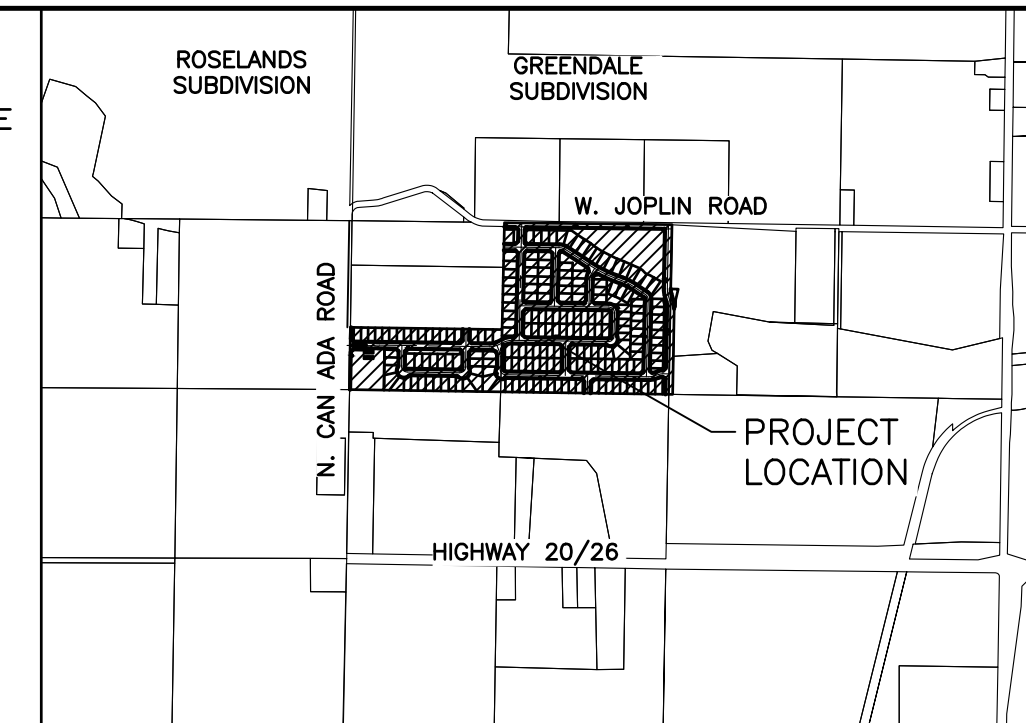 ROSELANDS
SUBDIVISION
GREENDALE
SUBDIVISION
E
W. JOPLIN ROAD
N. CAN ADA ROAD
PROJECT
LOCATION
HIGHWAY 20/26